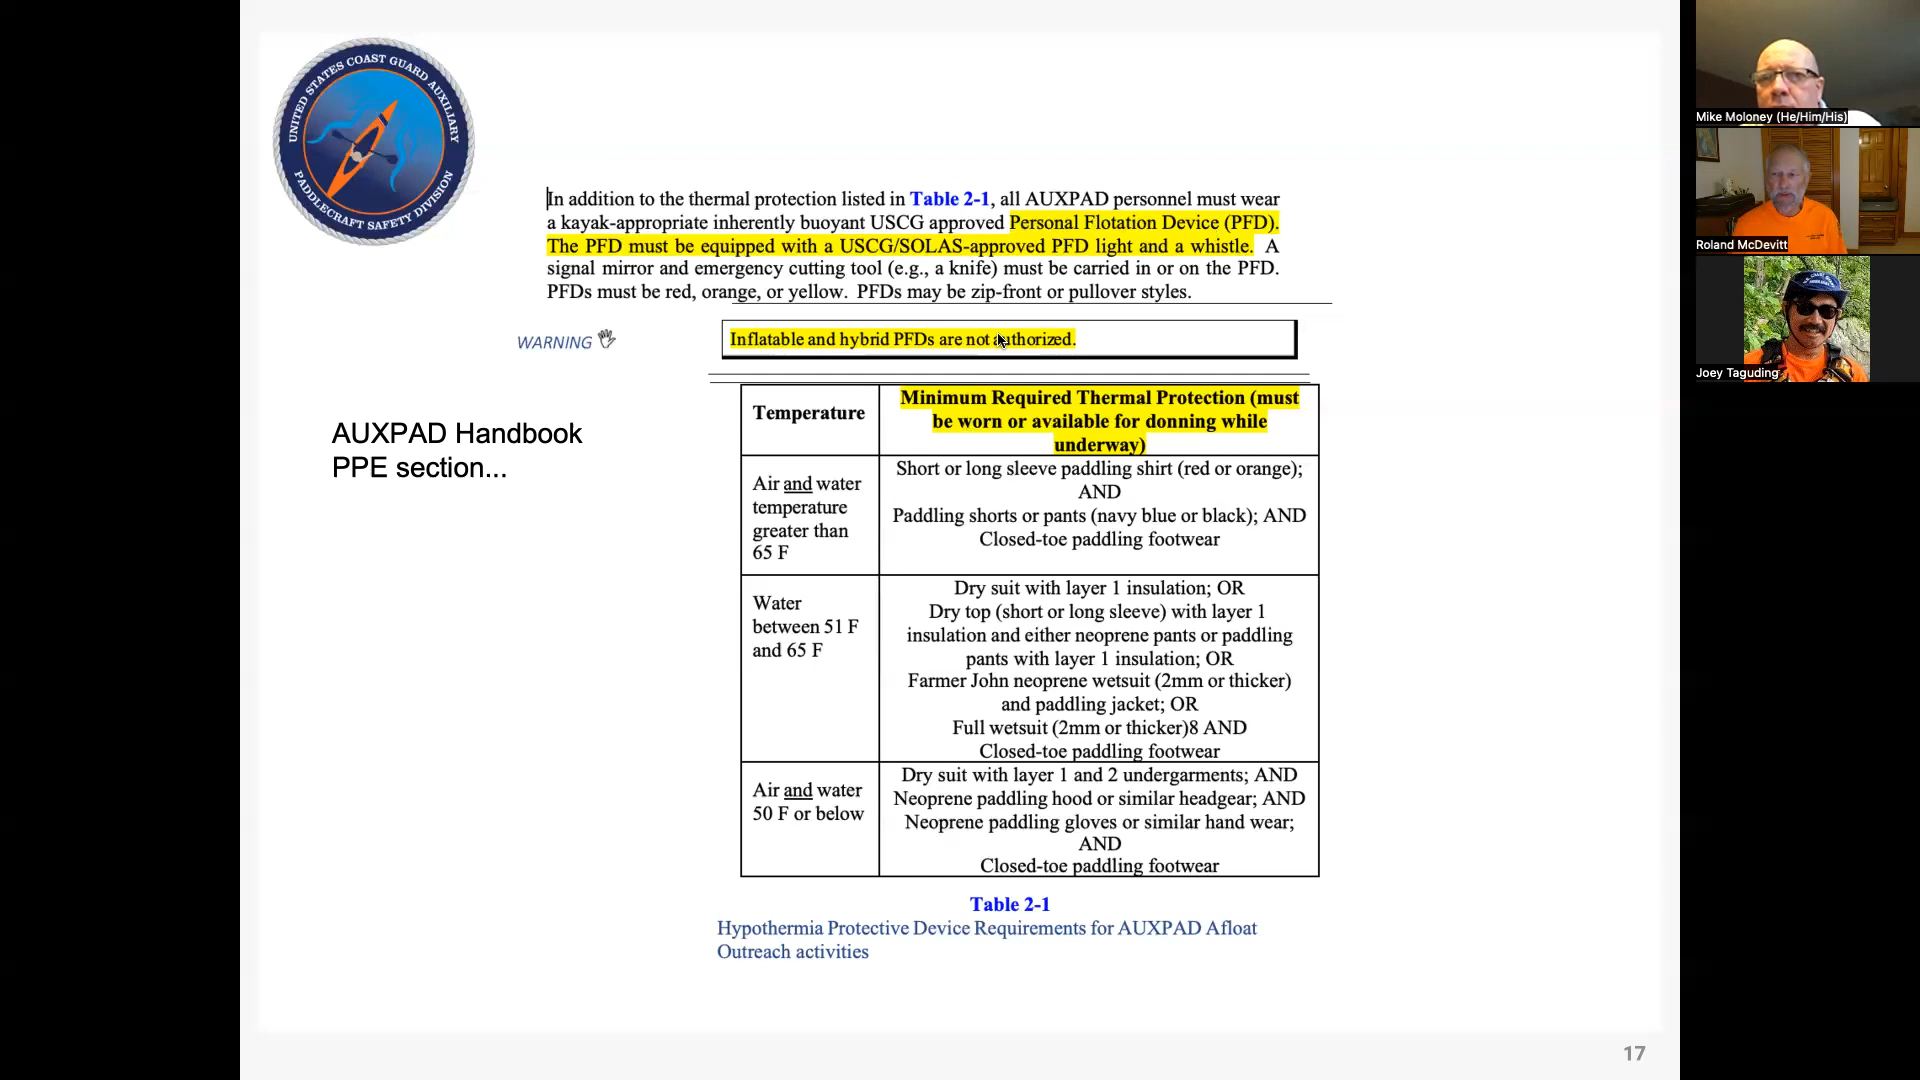 UNITED STATES COAST GUARD AUXILIARY
PADDLECRAFT SAFETY DIVISION
In addition to the thermal protection listed in Table 2-1, all AUXPAD personnel must wear
a kayak-appropriate inherently buoyant USCG approved Personal Flotation Device (PFD).
The PFD must be equipped with a USCG/SOLAS-approved PFD light and a whistle. A
signal mirror and emergency cutting tool (e.g., a knife) must be carried in or on the PFD.
PFDs must be red, orange, or yellow. PFDs may be zip-front or pullover styles.
WARNING
Inflatable and hybrid PFDs are not authorized.
AUXPAD Handbook
PPE section...
Temperature
Minimum Required Thermal Protection (must
be worn or available for donning while
underway)
Air and water
temperature
greater than
65 F
Short or long sleeve paddling shirt (red or orange);
AND
Paddling shorts or pants (navy blue or black); AND
Closed-toe paddling footwear
Water
between 51 F
and 65 F
Dry suit with layer 1 insulation; OR
Dry top (short or long sleeve) with layer 1
insulation and either neoprene pants or paddling
pants with layer 1 insulation; OR
Farmer John neoprene wetsuit (2mm or thicker)
and paddling jacket; OR
Full wetsuit (2mm or thicker)8 AND
Closed-toe paddling footwear
Air and water
50 F or below
Dry suit with layer 1 and 2 undergarments; AND
Neoprene paddling hood or similar headgear; AND
Neoprene paddling gloves or similar hand wear;
AND
Closed-toe paddling footwear
Table 2-1
Hypothermia Protective Device Requirements for AUXPAD Afloat
Outreach activities
17
Mike Moloney (He/Him/His)
Roland McDevitt
Joey Taguding